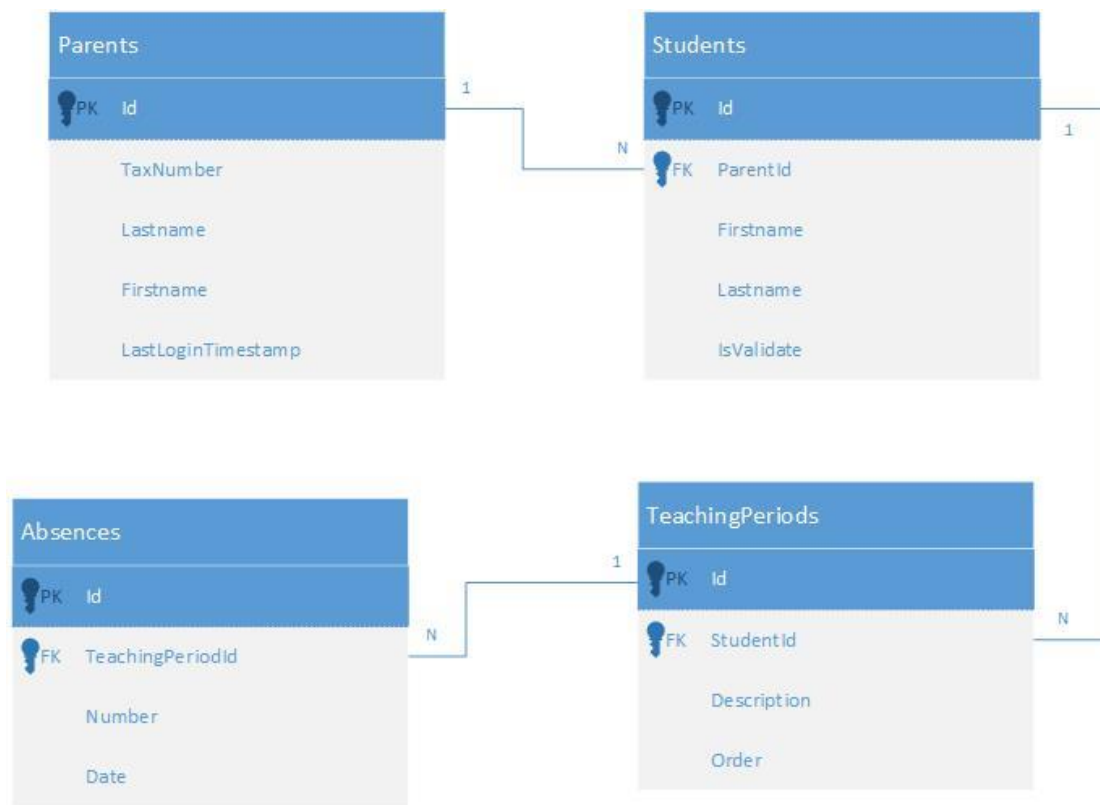 Parents
PK Id
TaxNumber
Lastname
Firstname
LastLoginTimestamp
1
N
Students
PK Id
FK ParentId
Firstname
Lastname
IsValidate
1
Absences
PK Id
FK TeachingPeriodId
Number
Date
N
1
TeachingPeriods
PK Id
FK StudentId
Description
Order
N